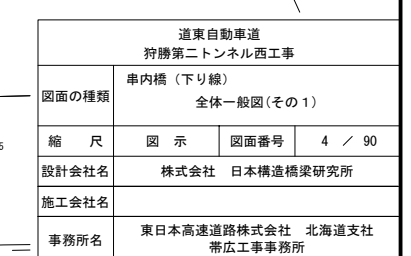 道東自動車道
狩勝第二トンネル西工事
図面の種類 串内橋（下り線）
全体一般図(その１)
縮 尺 図 示 図面番号 4 ／ 90
設計会社名 株式会社 日本構造橋梁研究所
施工会社名
事務所名 東日本高速道路株式会社 北海道支社
帯広工事事務所